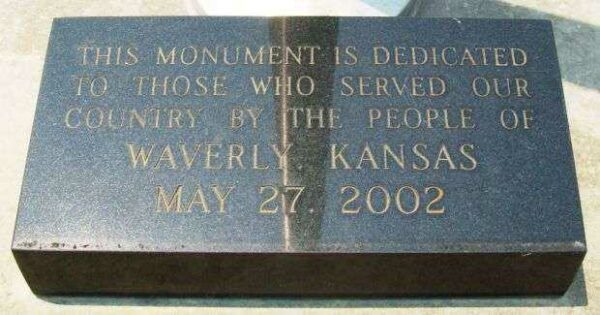 THIS MONUMENT IS DEDICATED
TO THOSE WHO SERVED OUR
COUNTRY BY THE PEOPLE OF
WAVERLY, KANSAS
MAY 27, 2002